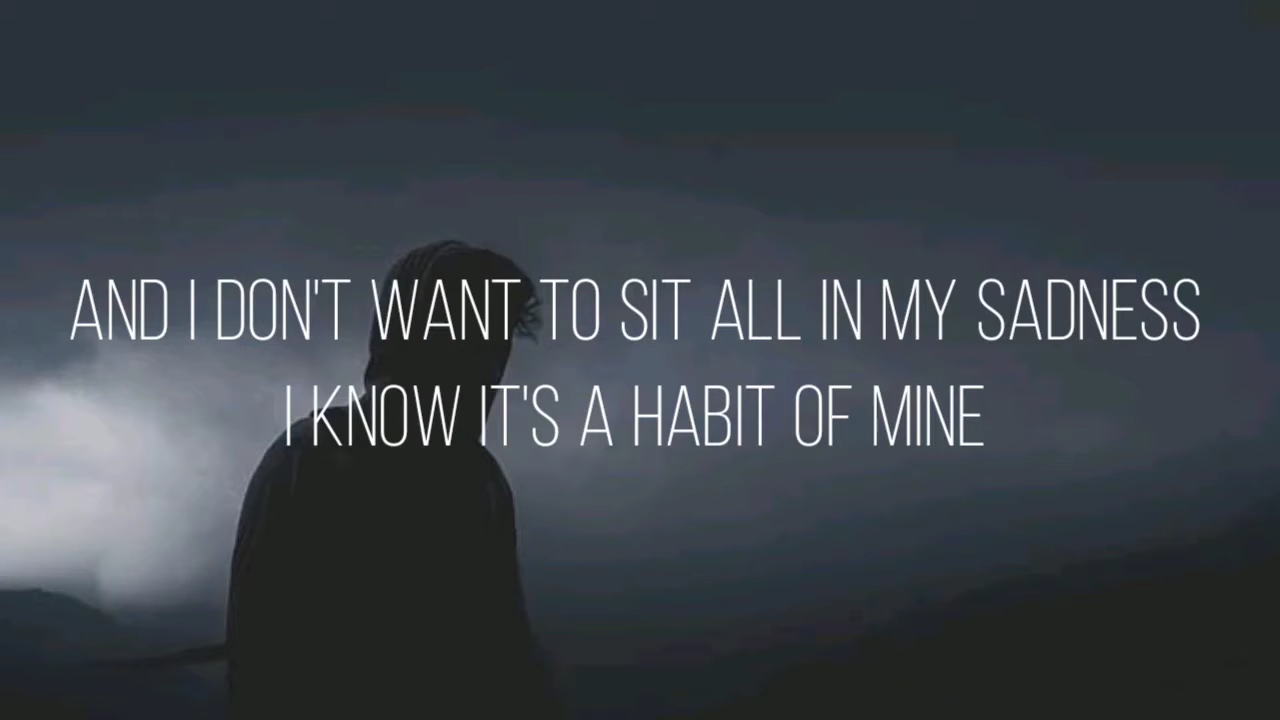 AND I DON'T WANT TO SIT ALL IN MY SADNESS
I KNOW IT'S A HABIT OF MINE